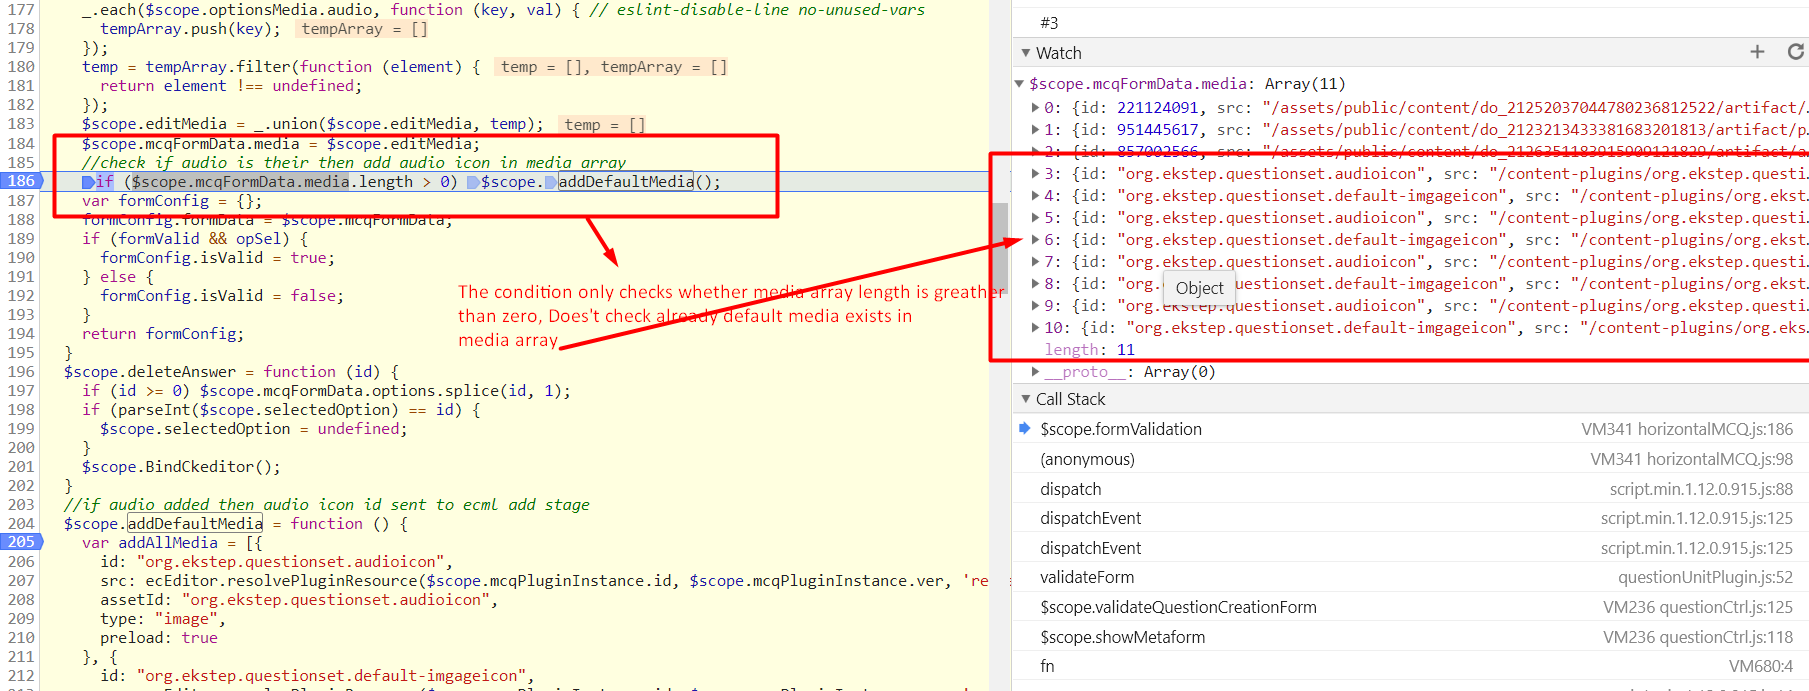 177 _.each($scope.optionsMedia.audio, function (key, val) { // eslint-disable-line no-unused-vars
178 tempArray.push(key); tempArray = []
179 });
180 temp = tempArray.filter(function (element) { temp = [], tempArray = []
181 return element !== undefined;
182 });
183 $scope.editMedia = _.union($scope.editMedia, temp); temp = []
184 $scope.mcqFormData.media = $scope.editMedia;
185 //check if audio is their then add audio icon in media array
186 if ($scope.mcqFormData.media.length > 0) $scope.addDefaultMedia();
187 var formConfig = {};
188 formConfig.formData = $scope.mcqFormData;
189 if (formValid && opSel) {
190 formConfig.isValid = true;
191 } else {
192 formConfig.isValid = false;
193 }
194 return formConfig;
195 }
196 $scope.deleteAnswer = function (id) {
197 if (id >= 0) $scope.mcqFormData.options.splice(id, 1);
198 if (parseInt($scope.selectedOption) == id) {
199 $scope.selectedOption = undefined;
200 }
201 $scope.BindCkeditor();
202 }
203 //if audio added then audio icon id sent to ecml add stage
204 $scope.addDefaultMedia = function () {
205 var addAllMedia = [{
206 id: "org.ekstep.questionset.audioicon",
207 src: ecEditor.resolvePluginResource($scope.mcqPluginInstance.id, $scope.mcqPluginInstance.ver, 're
208 assetId: "org.ekstep.questionset.audioicon",
209 type: "image",
210 preload: true
211 }, {
212 id: "org.ekstep.questionset.default-imgageicon",
The condition only checks whether media array length is greather
than zero, Does't check already default media exists in
media array
#3
Watch
$scope.mcqFormData.media: Array(11)
0: {id: 221124091, src: "/assets/public/content/do_21252037044780236812522/artifact/…
1: {id: 951445617, src: "/assets/public/content/do_2123213433381683201813/artifact/p…
2: {id: 857002566, src: "/assets/public/content/do_2126351183915909121829/artifact/a…
3: {id: "org.ekstep.questionset.audioicon", src: "/content-plugins/org.ekstep.questi…
4: {id: "org.ekstep.questionset.default-imgageicon", src: "/content-plugins/org.ekst…
5: {id: "org.ekstep.questionset.audioicon", src: "/content-plugins/org.ekstep.questi…
6: {id: "org.ekstep.questionset.default-imgageicon", src: "/content-plugins/org.ekst…
7: {id: "org.ekstep.questionset.audioicon", src: "/content-plugins/org.ekstep.questi…
8: {id: "org.ekstep.questionset.default-imgageicon", src: "/content-plugins/org.ekst…
9: {id: "org.ekstep.questionset.audioicon", src: "/content-plugins/org.ekstep.questi…
10: {id: "org.ekstep.questionset.default-imgageicon", src: "/content-plugins/org.eks…
Object
length: 11
__proto__: Array(0)
Call Stack
$scope.formValidation VM341 horizontalMCQ.js:186
(anonymous) VM341 horizontalMCQ.js:98
dispatch script.min.1.12.0.915.js:88
dispatchEvent script.min.1.12.0.915.js:125
dispatchEvent script.min.1.12.0.915.js:125
validateForm questionUnitPlugin.js:52
$scope.validateQuestionCreationForm VM236 questionCtrl.js:125
$scope.showMetaform VM236 questionCtrl.js:118
fn VM680:4